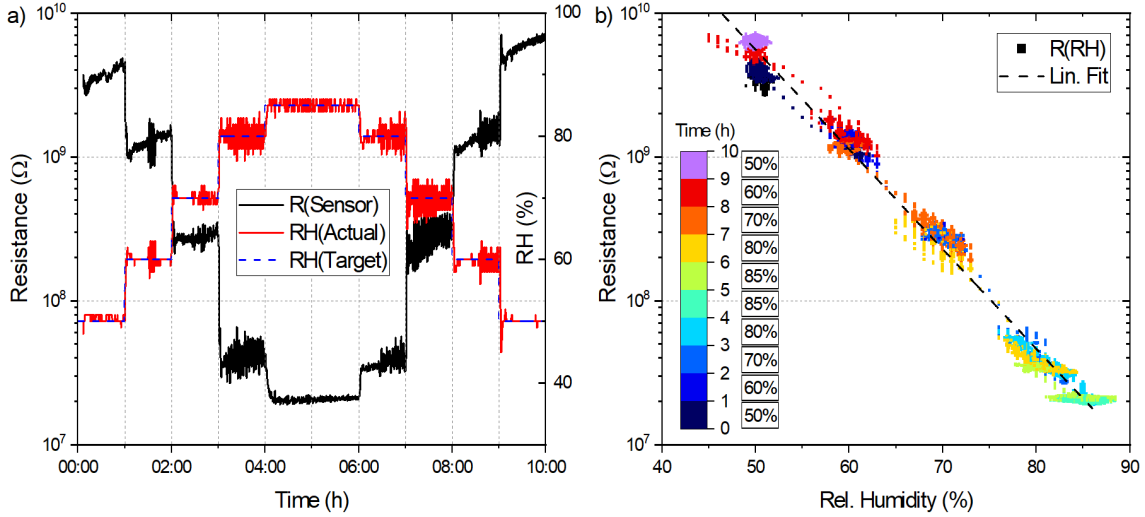 a)
10^10
10^9
10^8
10^7
Resistance (Ω)
100
80
60
40
RH (%)
R(Sensor)
RH(Actual)
RH(Target)
00:00 02:00 04:00 06:00 08:00 10:00
Time (h)
b)
10^10
10^9
10^8
10^7
Resistance (Ω)
R(RH)
Lin. Fit
Time (h)
10
50%
9
60%
8
70%
7
80%
6
85%
5
85%
4
80%
3
70%
2
60%
1
50%
0
40 50 60 70 80 90
Rel. Humidity (%)